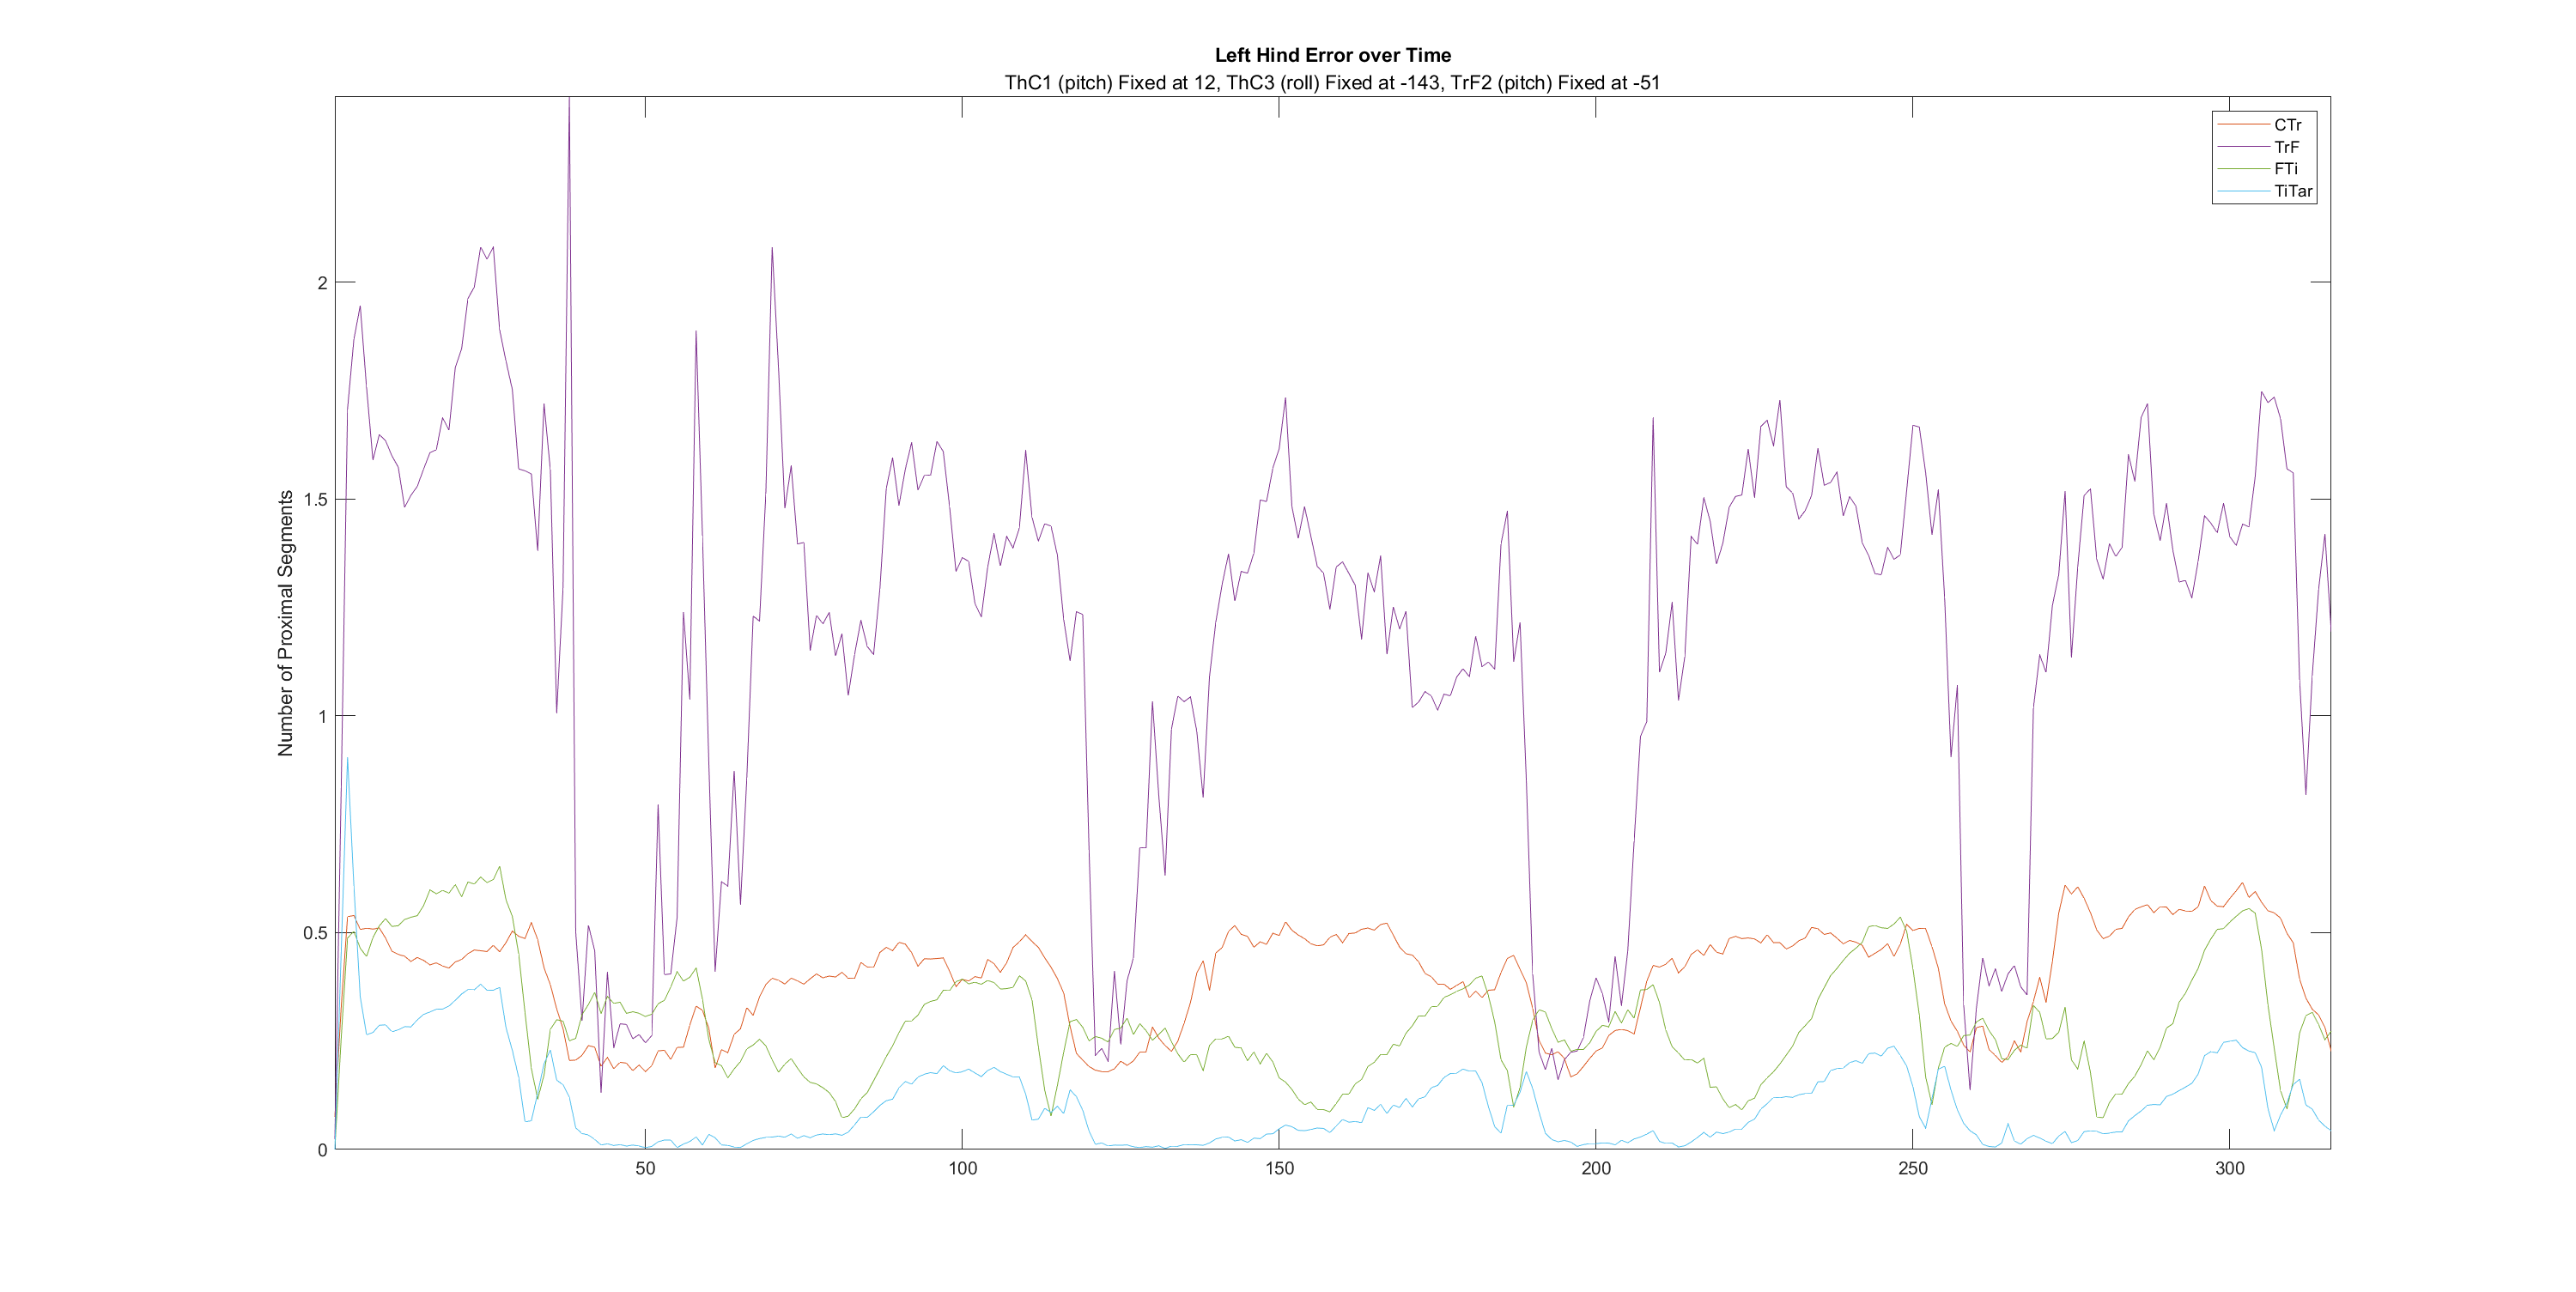 Left Hind Error over Time
ThC1 (pitch) Fixed at 12, ThC3 (roll) Fixed at -143, TrF2 (pitch) Fixed at -51
CTr
TrF
FTi
TiTar
Number of Proximal Segments
2
1.5
1
0.5
0
50
100
150
200
250
300